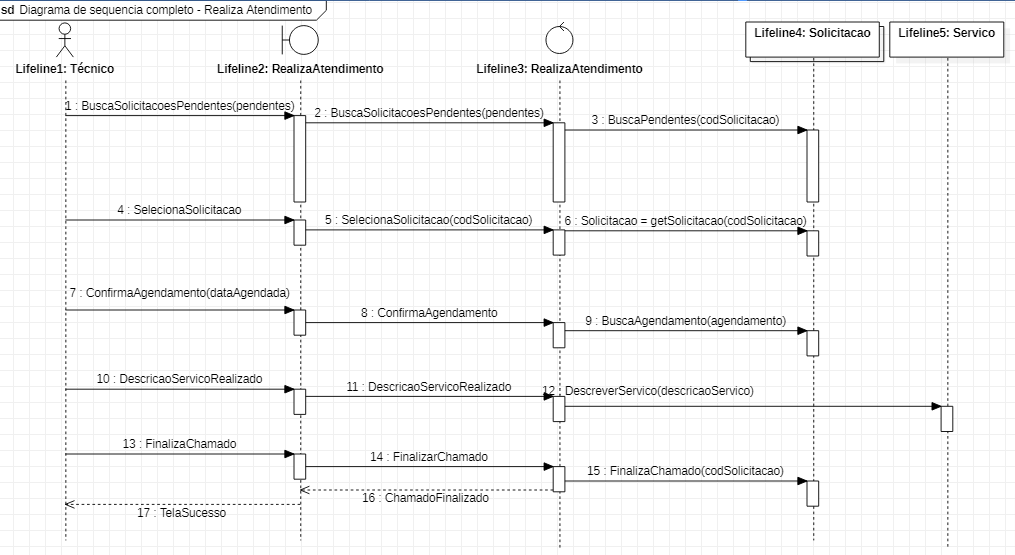 sd Diagrama de sequencia completo - Realiza Atendimento
Lifeline1: Técnico
Lifeline2: RealizaAtendimento
Lifeline3: RealizaAtendimento
Lifeline4: Solicitacao
Lifeline5: Servico
1 : BuscaSolicitacoesPendentes(pendentes)
2 : BuscaSolicitacoesPendentes(pendentes)
3 : BuscaPendentes(codSolicitacao)
4 : SelecionaSolicitacao
5 : SelecionaSolicitacao(codSolicitacao)
6 : Solicitacao = getSolicitacao(codSolicitacao)
7 : ConfirmaAgendamento(dataAgendada)
8 : ConfirmaAgendamento
9 : BuscaAgendamento(agendamento)
10 : DescricaoServicoRealizado
11 : DescricaoServicoRealizado
12 : DescreverServico(descricaoServico)
13 : FinalizaChamado
14 : FinalizarChamado
15 : FinalizaChamado(codSolicitacao)
16 : ChamadoFinalizado
17 : TelaSucesso